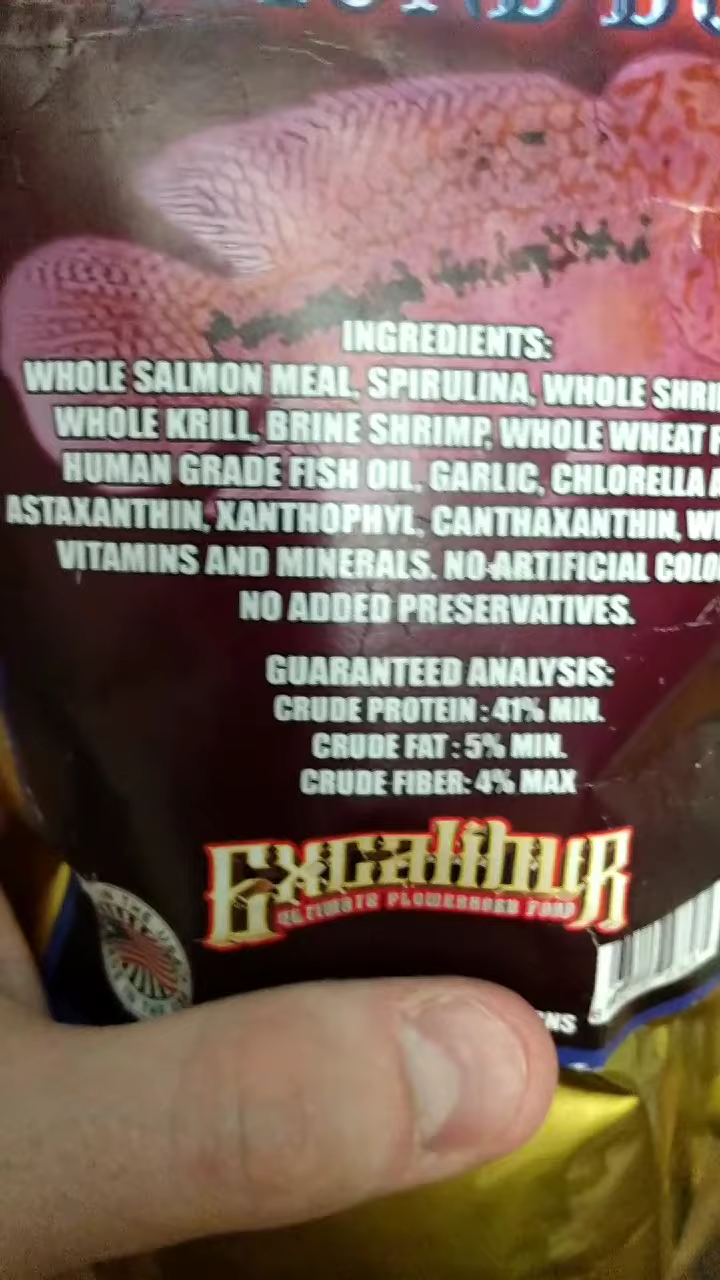 INGREDIENTS:
WHOLE SALMON MEAL, SPIRULINA, WHOLE SHRI
WHOLE KRILL, BRINE SHRIMP, WHOLE WHEAT F
HUMAN GRADE FISH OIL, GARLIC, CHLORELLA A
ASTAXANTHIN, XANTHOPHYL, CANTHAXANTHIN, WI
VITAMINS AND MINERALS. NO ARTIFICIAL COLO
NO ADDED PRESERVATIVES.
GUARANTEED ANALYSIS:
CRUDE PROTEIN : 41% MIN.
CRUDE FAT : 5% MIN.
CRUDE FIBER: 4% MAX
Excalibur
ULTIMATE FLOWERHORN FOOD